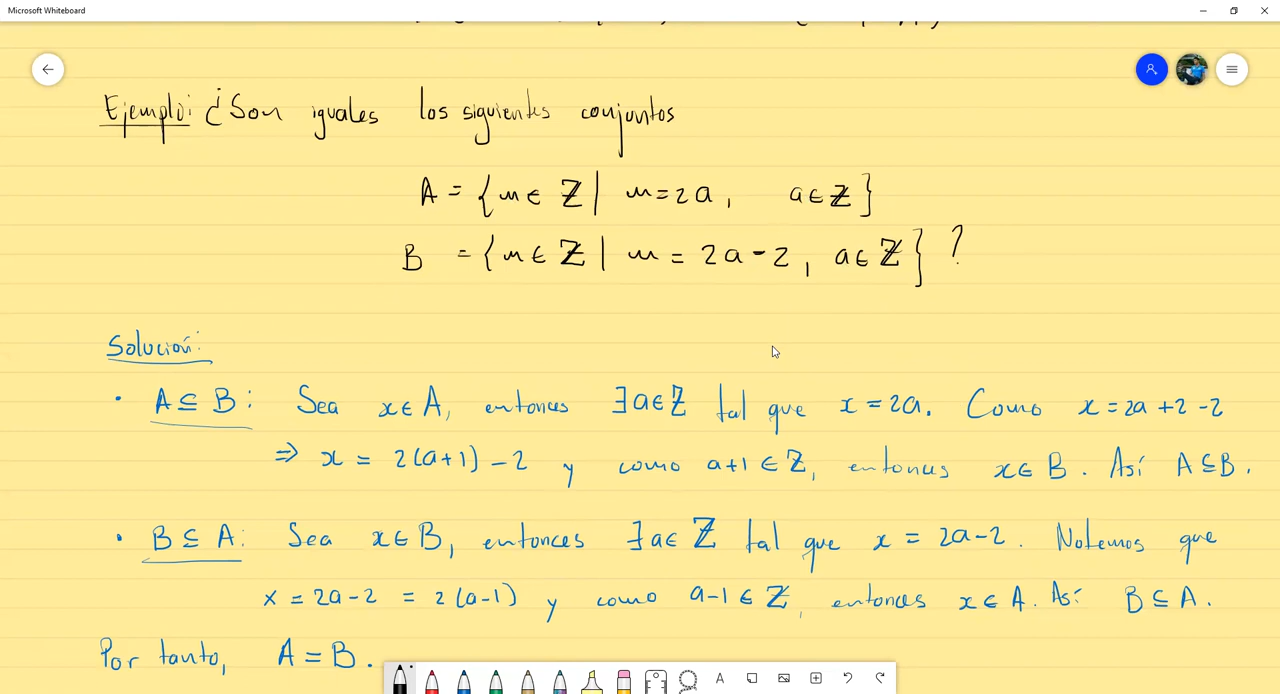 Microsoft Whiteboard
Ejemplo: ¿Son iguales los siguientes conjuntos
A = {n ∈ ℤ | n = 2a, a ∈ ℤ}
B = {n ∈ ℤ | n = 2a - 2, a ∈ ℤ} ?
Solución:
• A ⊆ B: Sea x ∈ A, entonces ∃ a ∈ ℤ tal que x = 2a. Como x = 2a + 2 - 2
⇒ x = 2(a+1) - 2 y como a+1 ∈ ℤ, entonces x ∈ B. Así A ⊆ B.
• B ⊆ A: Sea x ∈ B, entonces ∃ a ∈ ℤ tal que x = 2a - 2. Notemos que
x = 2a - 2 = 2(a-1) y como a-1 ∈ ℤ, entonces x ∈ A. Así B ⊆ A.
Por tanto, A = B.